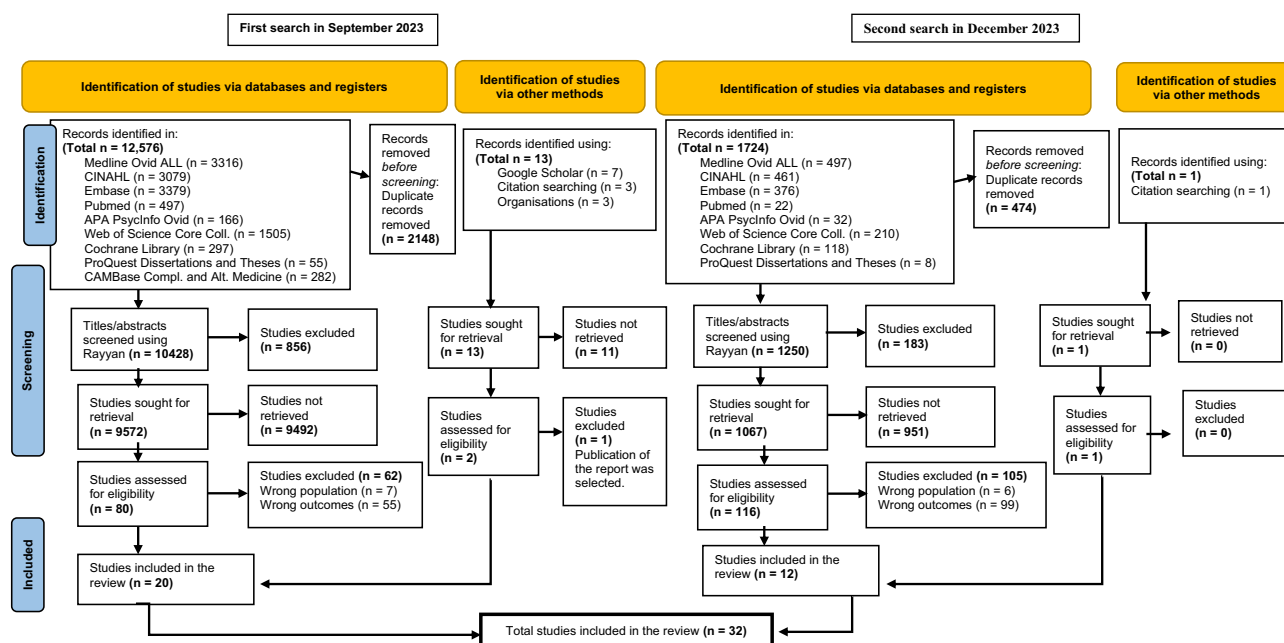 First search in September 2023
Second search in December 2023
Identification of studies via databases and registers
Identification of studies
via other methods
Identification of studies via databases and registers
Identification of studies
via other methods
Identification
Records identified in:
(Total n = 12,576)
Medline Ovid ALL (n = 3316)
CINAHL (n = 3079)
Embase (n = 3379)
Pubmed (n = 497)
APA PsycInfo Ovid (n = 166)
Web of Science Core Coll. (n = 1505)
Cochrane Library (n = 297)
ProQuest Dissertations and Theses (n = 55)
CAMBase Compl. and Alt. Medicine (n = 282)
Records
removed
before
screening:
Duplicate
records
removed
(n = 2148)
Records identified using:
(Total n = 13)
Google Scholar (n = 7)
Citation searching (n = 3)
Organisations (n = 3)
Records identified in:
(Total n = 1724)
Medline Ovid ALL (n = 497)
CINAHL (n = 461)
Embase (n = 376)
Pubmed (n = 22)
APA PsycInfo Ovid (n = 32)
Web of Science Core Coll. (n = 210)
Cochrane Library (n = 118)
ProQuest Dissertations and Theses (n = 8)
Records removed
before screening:
Duplicate records
removed
(n = 474)
Records identified using:
(Total n = 1)
Citation searching (n = 1)
Screening
Titles/abstracts
screened using
Rayyan (n = 10428)
Studies excluded
(n = 856)
Studies sought
for retrieval
(n = 13)
Studies not
retrieved
(n = 11)
Titles/abstracts
screened using
Rayyan (n = 1250)
Studies excluded
(n = 183)
Studies sought
for retrieval
(n = 1)
Studies not
retrieved
(n = 0)
Studies sought for
retrieval
(n = 9572)
Studies not
retrieved
(n = 9492)
Studies
assessed for
eligibility
(n = 2)
Studies
excluded
(n = 1)
Publication of
the report was
selected.
Studies sought for
retrieval
(n = 1067)
Studies not
retrieved
(n = 951)
Studies
assessed for
eligibility
(n = 1)
Studies
excluded
(n = 0)
Studies assessed
for eligibility
(n = 80)
Studies excluded (n = 62)
Wrong population (n = 7)
Wrong outcomes (n = 55)
Studies assessed
for eligibility
(n = 116)
Studies excluded (n = 105)
Wrong population (n = 6)
Wrong outcomes (n = 99)
Included
Studies included in the
review (n = 20)
Studies included in the
review (n = 12)
Total studies included in the review (n = 32)